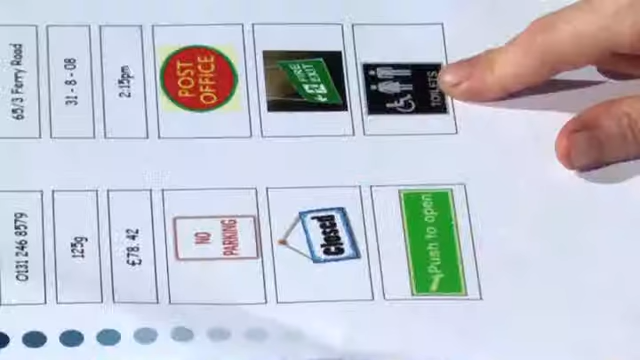 65/3 Ferry Road
31 - 8 - 08
2:15pm
POST
OFFICE
FIRE
EXIT
TOILETS
0131 246 8579
125g
£78.42
NO
PARKING
Closed
Push to open